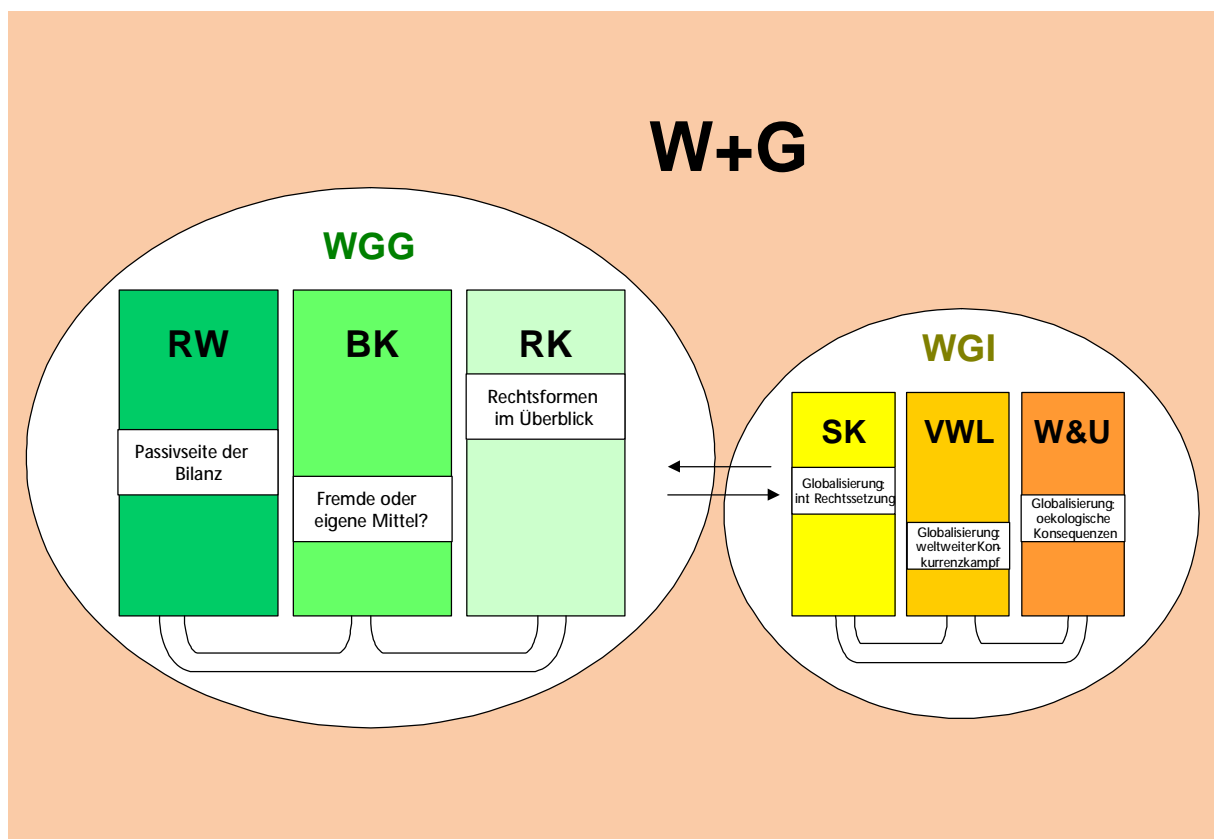 W+G
WGG
RW
BK
RK
Rechtsformen
im Überblick
Passivseite der
Bilanz
Fremde oder
eigene Mittel?
WGI
SK
VWL
W&U
Globalisierung:
int Rechtssetzung
Globalisierung:
weltweiter Kon-
kurrenzkampf
Globalisierung:
oekologische
Konsequenzen